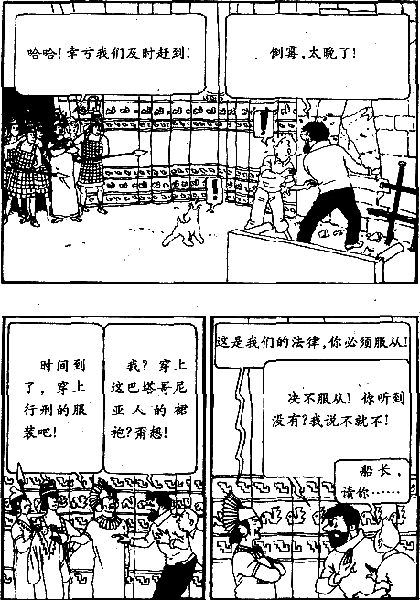 哈哈!幸亏我们及时赶到!
倒霉,太晚了!
!
!
时间到
了,穿上
行刑的服
装吧!
我?穿上
这巴塔哥尼
亚人的裙
袍?甭想!
这是我们的法律,你必须服从!
决不服从!你听到
没有?我说不就不!
船长,
请你……